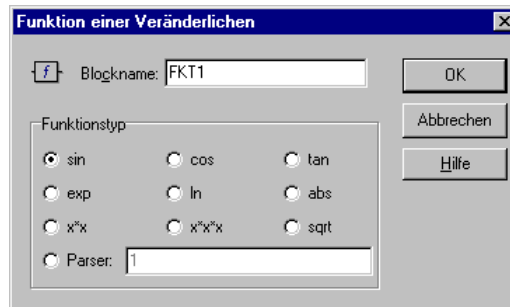 Funktion einer Veränderlichen
f Blockname: FKT1
OK
Abbrechen
Hilfe
Funktionstyp
sin cos tan
exp ln abs
x*x x*x*x sqrt
Parser: 1